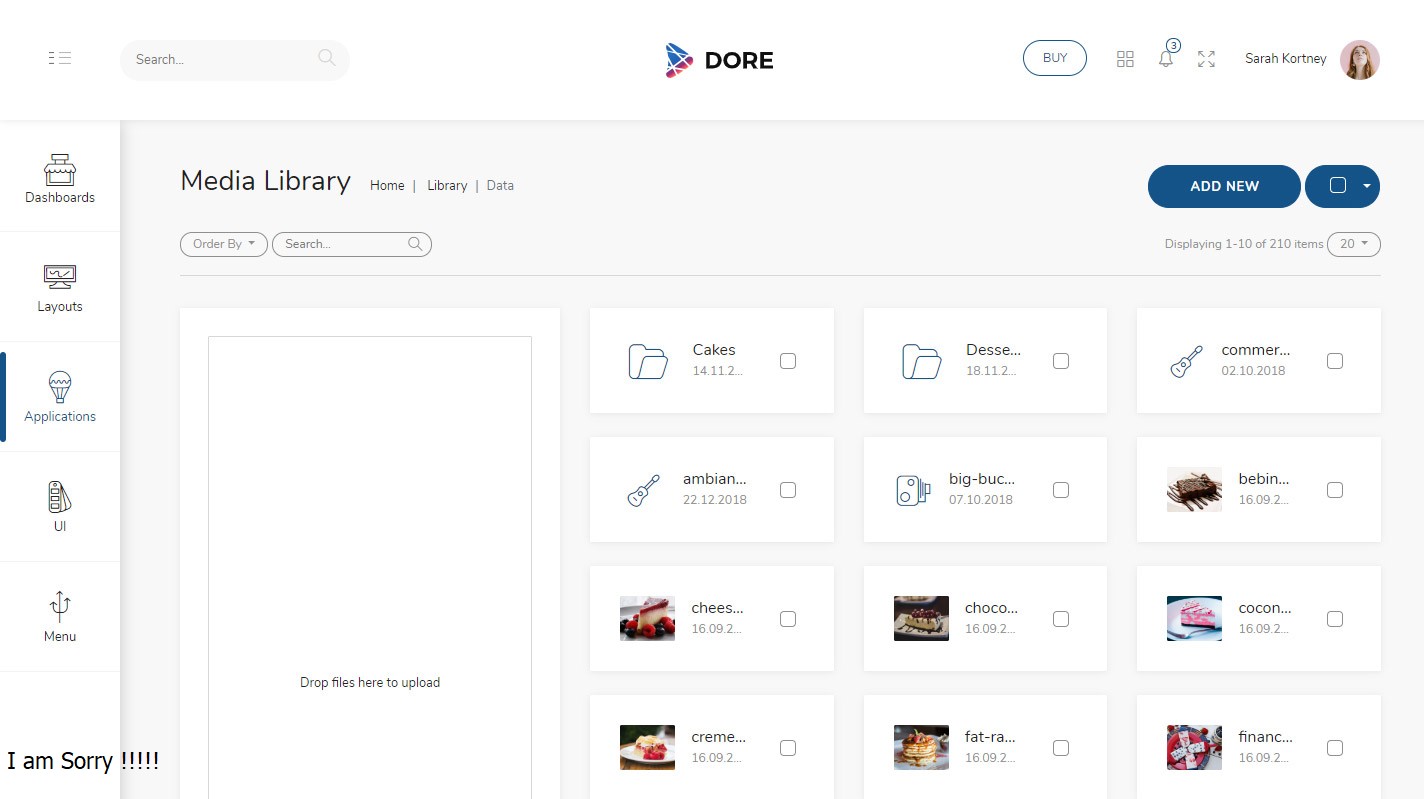 Search...
DORE
BUY
3
Sarah Kortney
Dashboards
Layouts
Applications
UI
Menu
I am Sorry !!!!!
Media Library
Home | Library | Data
ADD NEW
Order By
Search...
Displaying 1-10 of 210 items 20
Drop files here to upload
Cakes
14.11.2...
Desse...
18.11.2...
commer...
02.10.2018
ambian...
22.12.2018
big-buc...
07.10.2018
bebin...
16.09.2...
chees...
16.09.2...
choco...
16.09.2...
cocon...
16.09.2...
creme...
16.09.2...
fat-ra...
16.09.2...
financ...
16.09.2...